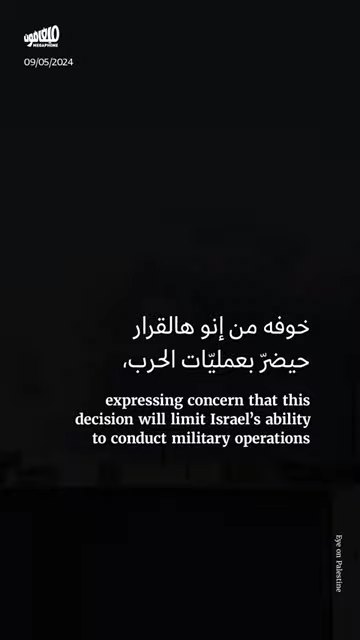 ميغافون
MEGAPHONE
09/05/2024
خوفه من إنو هالقرار
حيضرّ بعمليّات الحرب،
expressing concern that this
decision will limit Israel's ability
to conduct military operations
Eye on Palestine